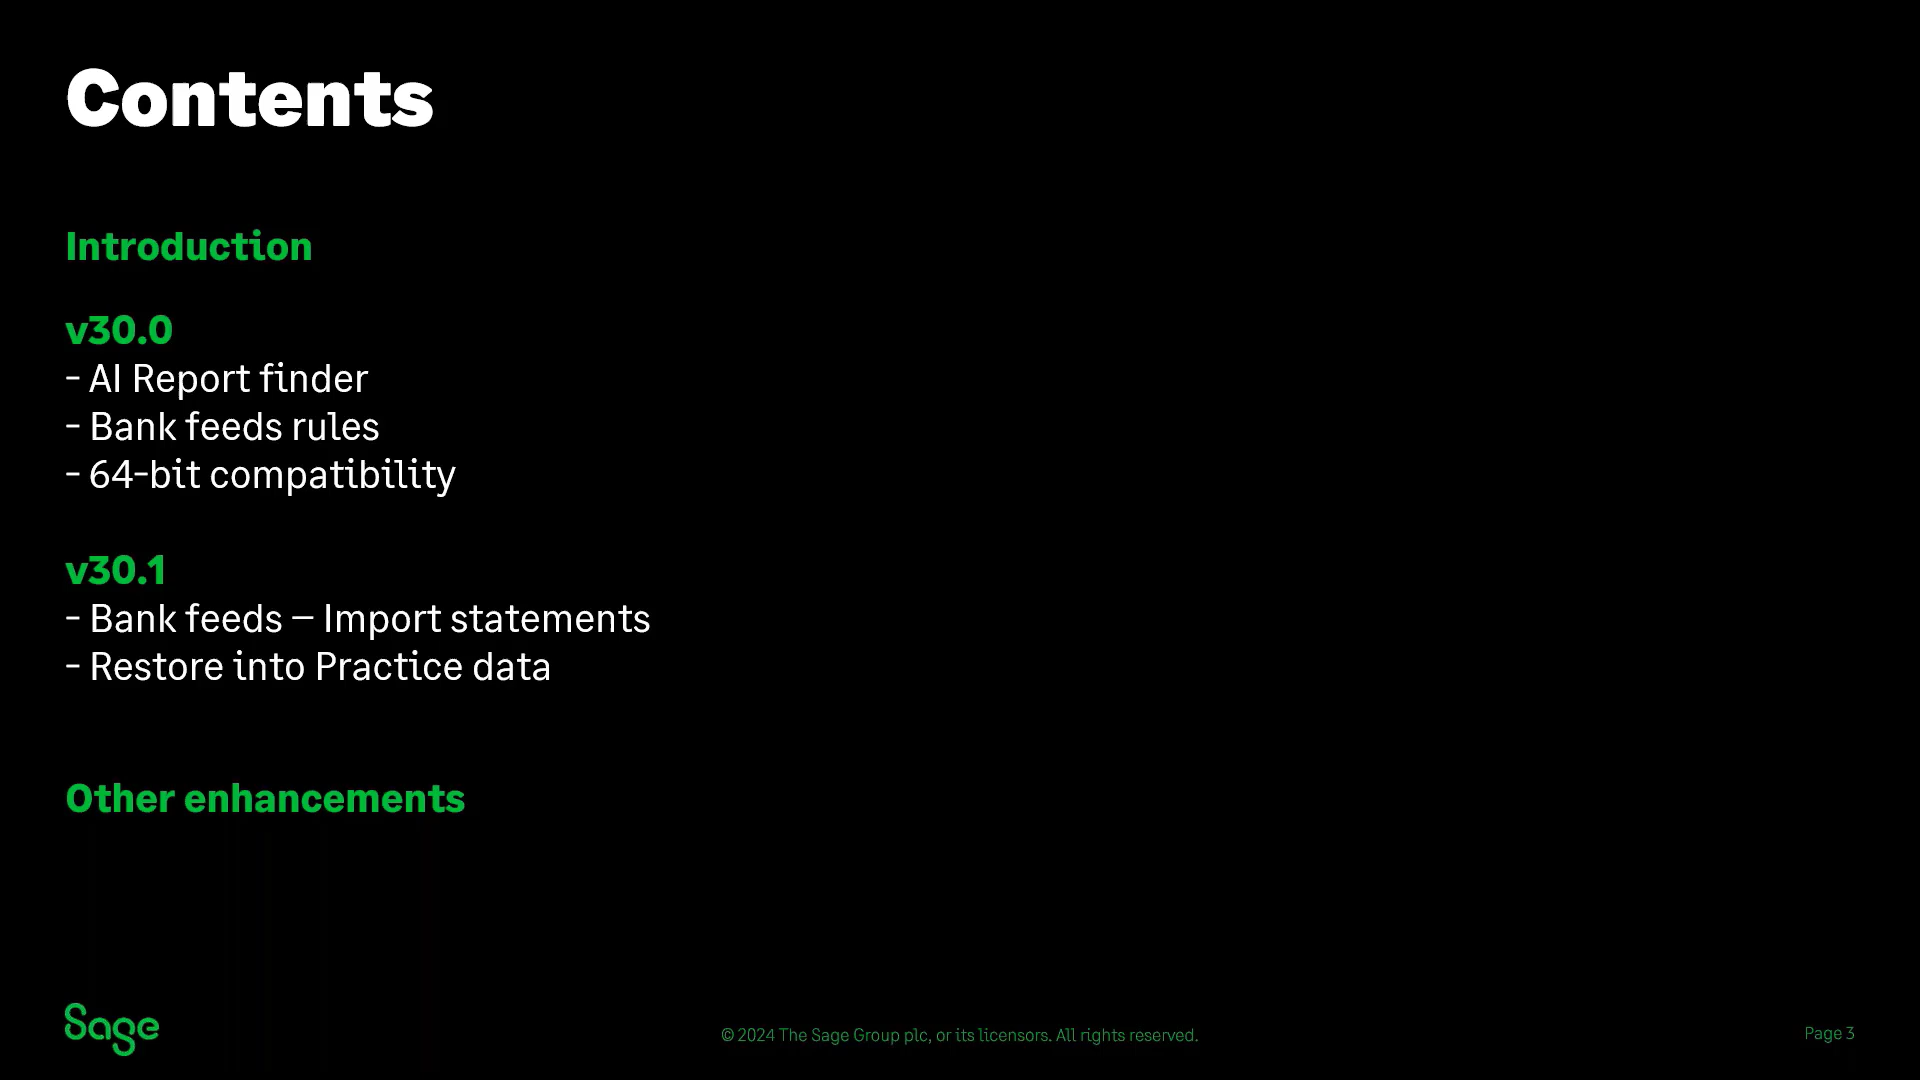 Contents
Introduction
v30.0
- AI Report finder
- Bank feeds rules
- 64-bit compatibility
v30.1
- Bank feeds – Import statements
- Restore into Practice data
Other enhancements
Sage
© 2024 The Sage Group plc, or its licensors. All rights reserved.
Page 3